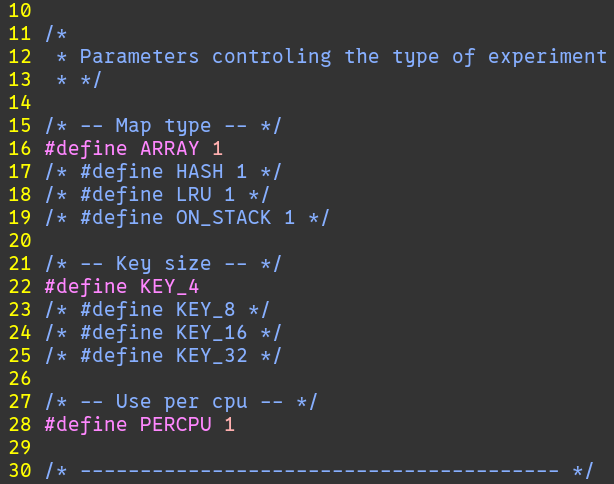 10
11 /*
12  * Parameters controling the type of experiment
13  * */
14
15 /* -- Map type -- */
16 #define ARRAY 1
17 /* #define HASH 1 */
18 /* #define LRU 1 */
19 /* #define ON_STACK 1 */
20
21 /* -- Key size -- */
22 #define KEY_4
23 /* #define KEY_8 */
24 /* #define KEY_16 */
25 /* #define KEY_32 */
26
27 /* -- Use per cpu -- */
28 #define PERCPU 1
29
30 /* ---------------------------------------- */